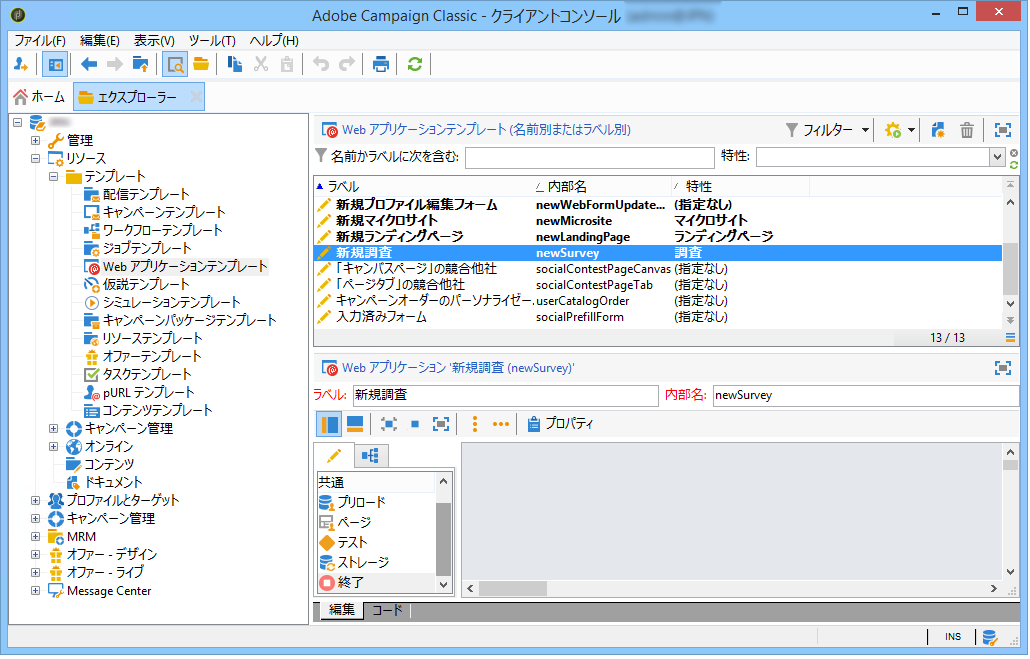 Adobe Campaign Classic - クライアントコンソール
ファイル(F) 編集(E) 表示(V) ツール(T) ヘルプ(H)
ホーム エクスプローラー
管理
リソース
テンプレート
配信テンプレート
キャンペーンテンプレート
ワークフローテンプレート
ジョブテンプレート
Web アプリケーションテンプレート
仮説テンプレート
シミュレーションテンプレート
キャンペーンパッケージテンプレート
リソーステンプレート
オファーテンプレート
タスクテンプレート
pURL テンプレート
コンテンツテンプレート
キャンペーン管理
オンライン
コンテンツ
ドキュメント
プロファイルとターゲット
キャンペーン管理
MRM
オファー - デザイン
オファー - ライブ
Message Center
Web アプリケーションテンプレート (名前別またはラベル別) フィルター
名前かラベルに次を含む: 特性:
ラベル 内部名 特性
新規プロファイル編集フォーム newWebFormUpdate... (指定なし)
新規マイクロサイト newMicrosite マイクロサイト
新規ランディングページ newLandingPage ランディングページ
新規調査 newSurvey 調査
「キャンバスページ」の競合他社 socialContestPageCanvas (指定なし)
「ページタブ」の競合他社 socialContestPageTab (指定なし)
キャンペーンオーダーのパーソナライゼー... userCatalogOrder (指定なし)
入力済みフォーム socialPrefillForm (指定なし)
13 / 13
Web アプリケーション '新規調査 (newSurvey)'
ラベル: 新規調査 内部名: newSurvey
プロパティ
共通
プリロード
ページ
テスト
ストレージ
終了
編集 コード
INS